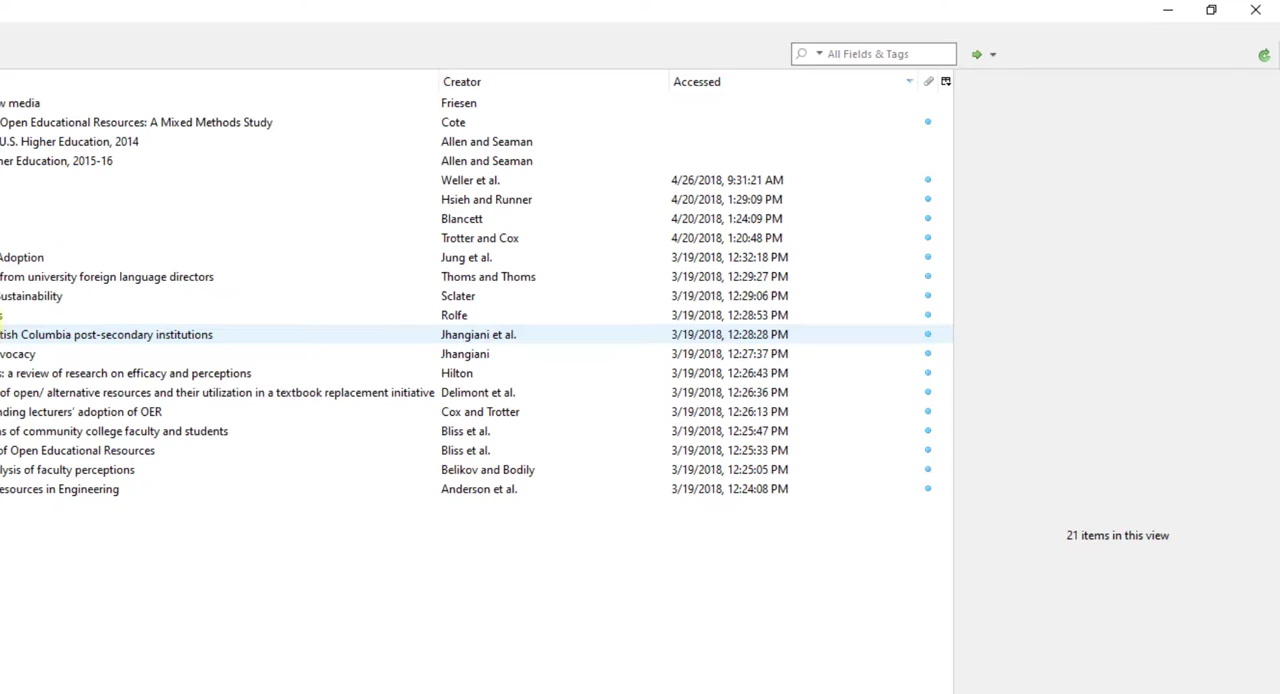 All Fields & Tags
Creator Accessed
w media Friesen
Open Educational Resources: A Mixed Methods Study Cote
U.S. Higher Education, 2014 Allen and Seaman
her Education, 2015-16 Allen and Seaman
Weller et al. 4/26/2018, 9:31:21 AM
Hsieh and Runner 4/20/2018, 1:29:09 PM
Blancett 4/20/2018, 1:24:09 PM
Trotter and Cox 4/20/2018, 1:20:48 PM
Adoption Jung et al. 3/19/2018, 12:32:18 PM
from university foreign language directors Thoms and Thoms 3/19/2018, 12:29:27 PM
Sustainability Sclater 3/19/2018, 12:29:06 PM
s Rolfe 3/19/2018, 12:28:53 PM
tish Columbia post-secondary institutions Jhangiani et al. 3/19/2018, 12:28:28 PM
vocacy Jhangiani 3/19/2018, 12:27:37 PM
s: a review of research on efficacy and perceptions Hilton 3/19/2018, 12:26:43 PM
of open/ alternative resources and their utilization in a textbook replacement initiative Delimont et al. 3/19/2018, 12:26:36 PM
nding lecturers' adoption of OER Cox and Trotter 3/19/2018, 12:26:13 PM
ns of community college faculty and students Bliss et al. 3/19/2018, 12:25:47 PM
of Open Educational Resources Bliss et al. 3/19/2018, 12:25:33 PM
lysis of faculty perceptions Belikov and Bodily 3/19/2018, 12:25:05 PM
esources in Engineering Anderson et al. 3/19/2018, 12:24:08 PM
21 items in this view